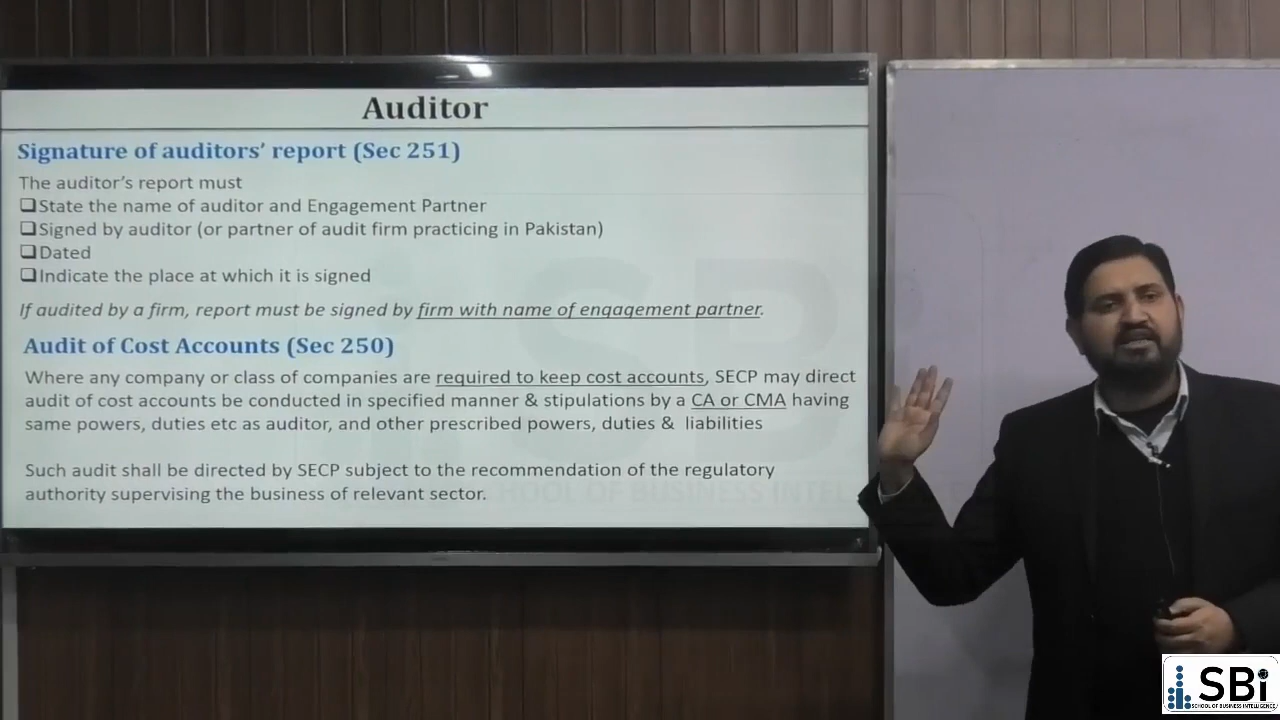 Auditor
Signature of auditors' report (Sec 251)
The auditor's report must
❑State the name of auditor and Engagement Partner
❑Signed by auditor (or partner of audit firm practicing in Pakistan)
❑Dated
❑Indicate the place at which it is signed
If audited by a firm, report must be signed by firm with name of engagement partner.
Audit of Cost Accounts (Sec 250)
Where any company or class of companies are required to keep cost accounts, SECP may direct
audit of cost accounts be conducted in specified manner & stipulations by a CA or CMA having
same powers, duties etc as auditor, and other prescribed powers, duties & liabilities
Such audit shall be directed by SECP subject to the recommendation of the regulatory
authority supervising the business of relevant sector.
SB
SCHOOL OF BUSINESS INTEL
SBi
SCHOOL OF BUSINESS INTELLIGENCE